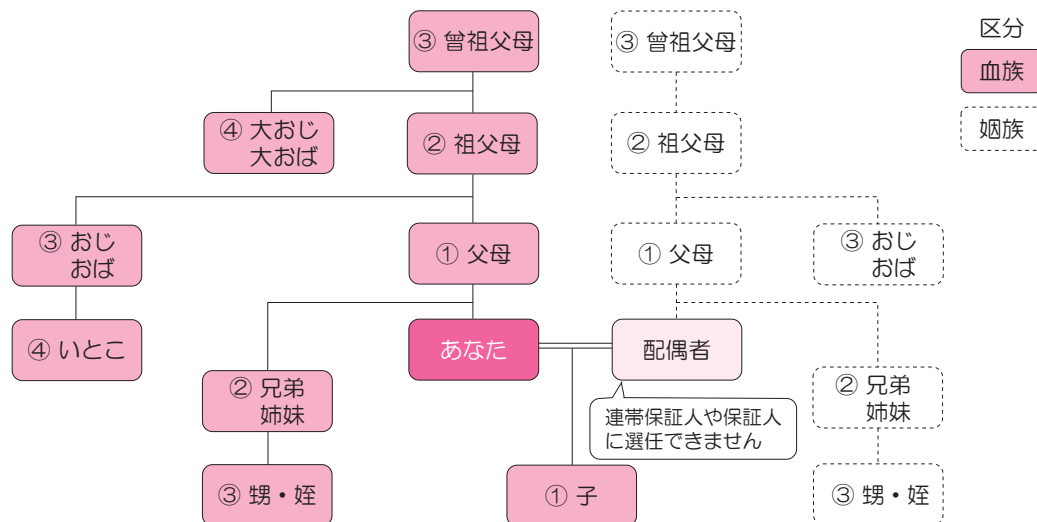 ③ 曾祖父母
③ 曾祖父母
区分
血族
姻族
④ 大おじ
大おば
② 祖父母
② 祖父母
③ おじ
おば
① 父母
① 父母
③ おじ
おば
④ いとこ
あなた
配偶者
② 兄弟
姉妹
連帯保証人や保証人
に選任できません
② 兄弟
姉妹
③ 甥・姪
① 子
③ 甥・姪